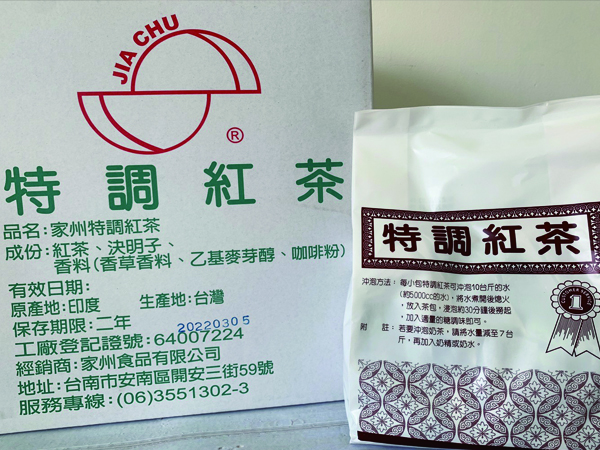 JIA CHU
®
特調紅茶
品名:家州特調紅茶
成份:紅茶、決明子、
香料(香草香料、乙基麥芽醇、咖啡粉)
有效日期:
原產地:印度 生產地:台灣
保存期限:二年 20220305
工廠登記證號:64007224
經銷商:家州食品有限公司
地址:台南市安南區開安三街59號
服務專線:(06)3551302-3
特調紅茶
沖泡方法:每小包特調紅茶可沖泡10台斤的水
(約5000cc的水),將水煮開後熄火
,放入茶包,浸泡約30分鐘後撈起
,加入適量的糖調味即可。
附 註:若要沖泡奶茶,請將水量減至7台
斤,再加入奶精或奶水。
1